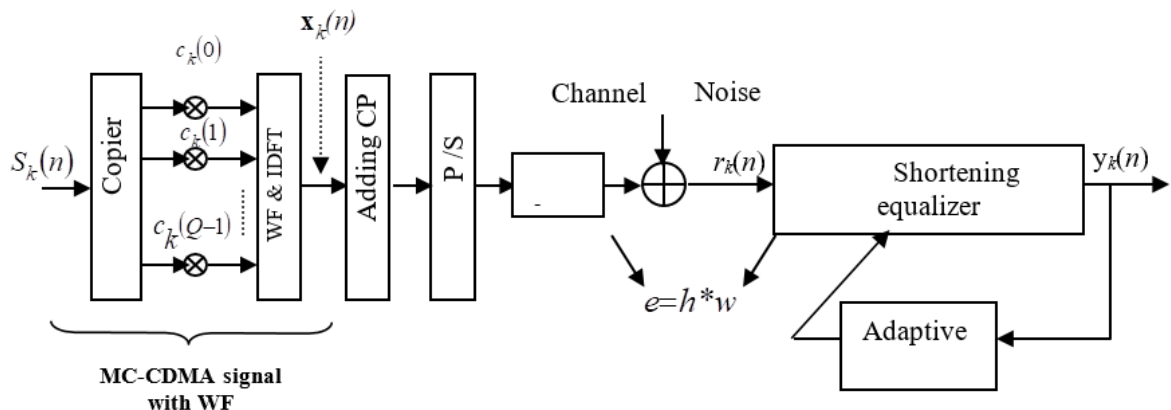 x_k(n)
c_k(0)
Channel
Noise
c_k(1)
S_k(n)
Copier
WF & IDFT
Adding CP
P /S
-
r_k(n)
Shortening
equalizer
y_k(n)
c_k(Q-1)
e=h*w
Adaptive
MC-CDMA signal
with WF